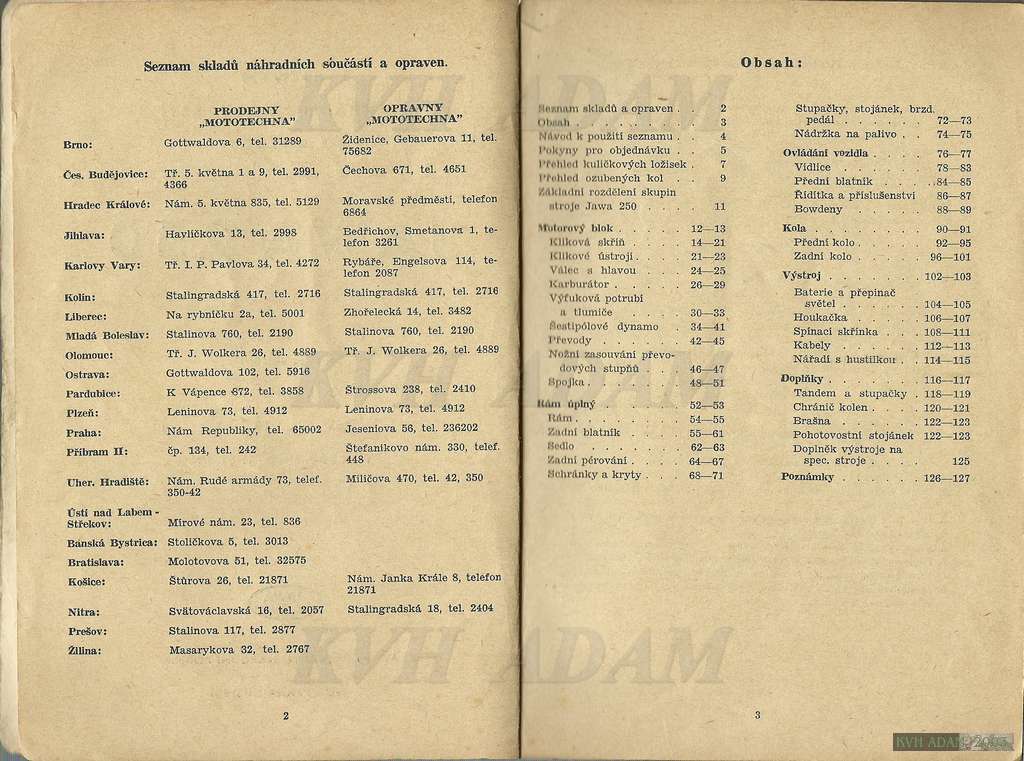 Seznam skladů náhradních součástí a opraven.
PRODEJNY „MOTOTECHNA“
OPRAVNY „MOTOTECHNA“
Brno: Gottwaldova 6, tel. 31289 Židenice, Gebauerova 11, tel. 75682
Čes. Budějovice: Tř. 5. května 1 a 9, tel. 2991, 4366 Čechova 671, tel. 4651
Hradec Králové: Nám. 5. května 835, tel. 5129 Moravské předměstí, telefon 6864
Jihlava: Havlíčkova 13, tel. 2998 Bedřichov, Smetanova 1, telefon 3261
Karlovy Vary: Tř. I. P. Pavlova 34, tel. 4272 Rybáře, Engelsova 114, telefon 2087
Kolín: Stalingradská 417, tel. 2716 Stalingradská 417, tel. 2716
Liberec: Na rybníčku 2a, tel. 5001 Zhořelecká 14, tel. 3482
Mladá Boleslav: Stalinova 760, tel. 2190 Stalinova 760, tel. 2190
Olomouc: Tř. J. Wolkera 26, tel. 4889 Tř. J. Wolkera 26, tel. 4889
Ostrava: Gottwaldova 102, tel. 5916
Pardubice: K Vápence 872, tel. 3858 Štrossova 238, tel. 2410
Plzeň: Leninova 73, tel. 4912 Leninova 73, tel. 4912
Praha: Nám Republiky, tel. 65002 Jeseniova 56, tel. 236202
Příbram II: čp. 134, tel. 242 Štefanikovo nám. 330, telef. 448
Uher. Hradiště: Nám. Rudé armády 73, telef. 350-42 Miličova 470, tel. 42, 350
Ústí nad Labem - Střekov: Mírové nám. 23, tel. 836
Banská Bystrica: Stoličkova 5, tel. 3013
Bratislava: Molotovova 51, tel. 32575
Košice: Štúrova 26, tel. 21871 Nám. Janka Krále 8, telefon 21871
Nitra: Svätováclavská 16, tel. 2057 Stalingradská 18, tel. 2404
Prešov: Stalinova 117, tel. 2877
Žilina: Masarykova 32, tel. 2767
2
Obsah:
Seznam skladů a opraven . . 2
Obsah . . . . . . . . . 3
Návod k použití seznamu . . 4
Pokyny pro objednávku . . 5
Přehled kuličkových ložisek . 7
Přehled ozubených kol . . 9
Základní rozdělení skupin
stroje Jawa 250 . . . . 11
Motorový blok . . . . . . 12—13
Kliková skříň . . . . . 14—21
Klikové ústrojí . . . . . 21—23
Válec s hlavou . . . . 24—25
Karburátor . . . . . . 26—29
Výfuková potrubí
a tlumiče . . . . . 30—33
Šestipólové dynamo . . 34—41
Převody . . . . . . . 42—45
Nožní zasouvání převo-
dových stupňů . . . 46—47
Spojka . . . . . . . . 48—51
Rám úplný . . . . . . . 52—53
Rám . . . . . . . . . 54—55
Zadní blatník . . . . . 55—61
Sedlo . . . . . . . . 62—63
Zadní pérování . . . . . 64—67
Schránky a kryty . . . 68—71
Stupačky, stojánek, brzd.
pedál . . . . . . . 72—73
Nádržka na palivo . . 74—75
Ovládání vozidla . . . . 76—77
Vidlice . . . . . . . 78—83
Přední blatník . . . . 84—85
Řidítka a příslušenství 86—87
Bowdeny . . . . . . 88—89
Kola . . . . . . . . . 90—91
Přední kolo . . . . . . 92—95
Zadní kolo . . . . . . 96—101
Výstroj . . . . . . . . 102—103
Baterie a přepinač
světel . . . . . . . 104—105
Houkačka . . . . . . 106—107
Spínací skřínka . . . . 108—111
Kabely . . . . . . . 112—113
Nářadí s hustilkou . . 114—115
Doplňky . . . . . . . . 116—117
Tandem a stupačky . 118—119
Chránič kolen . . . . . 120—121
Brašna . . . . . . . 122—123
Pohotovostní stojánek 122—123
Doplněk výstroje na
spec. stroje . . . . 125
Poznámky . . . . . . . 126—127
3
KVH ADAM
KVH ADAM
KVH ADAM
KVH ADAM 2005